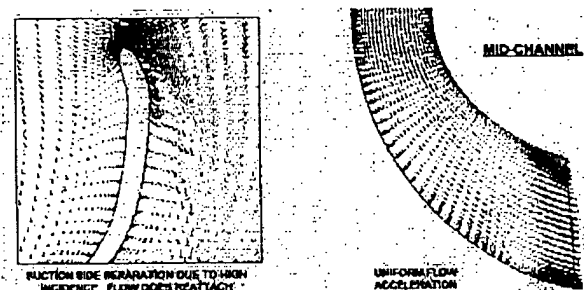 MID-CHANNEL
SUCTION SIDE SEPARATION DUE TO HIGH
INCIDENCE. FLOW DOES REATTACH.
UNIFORM FLOW
ACCELERATION